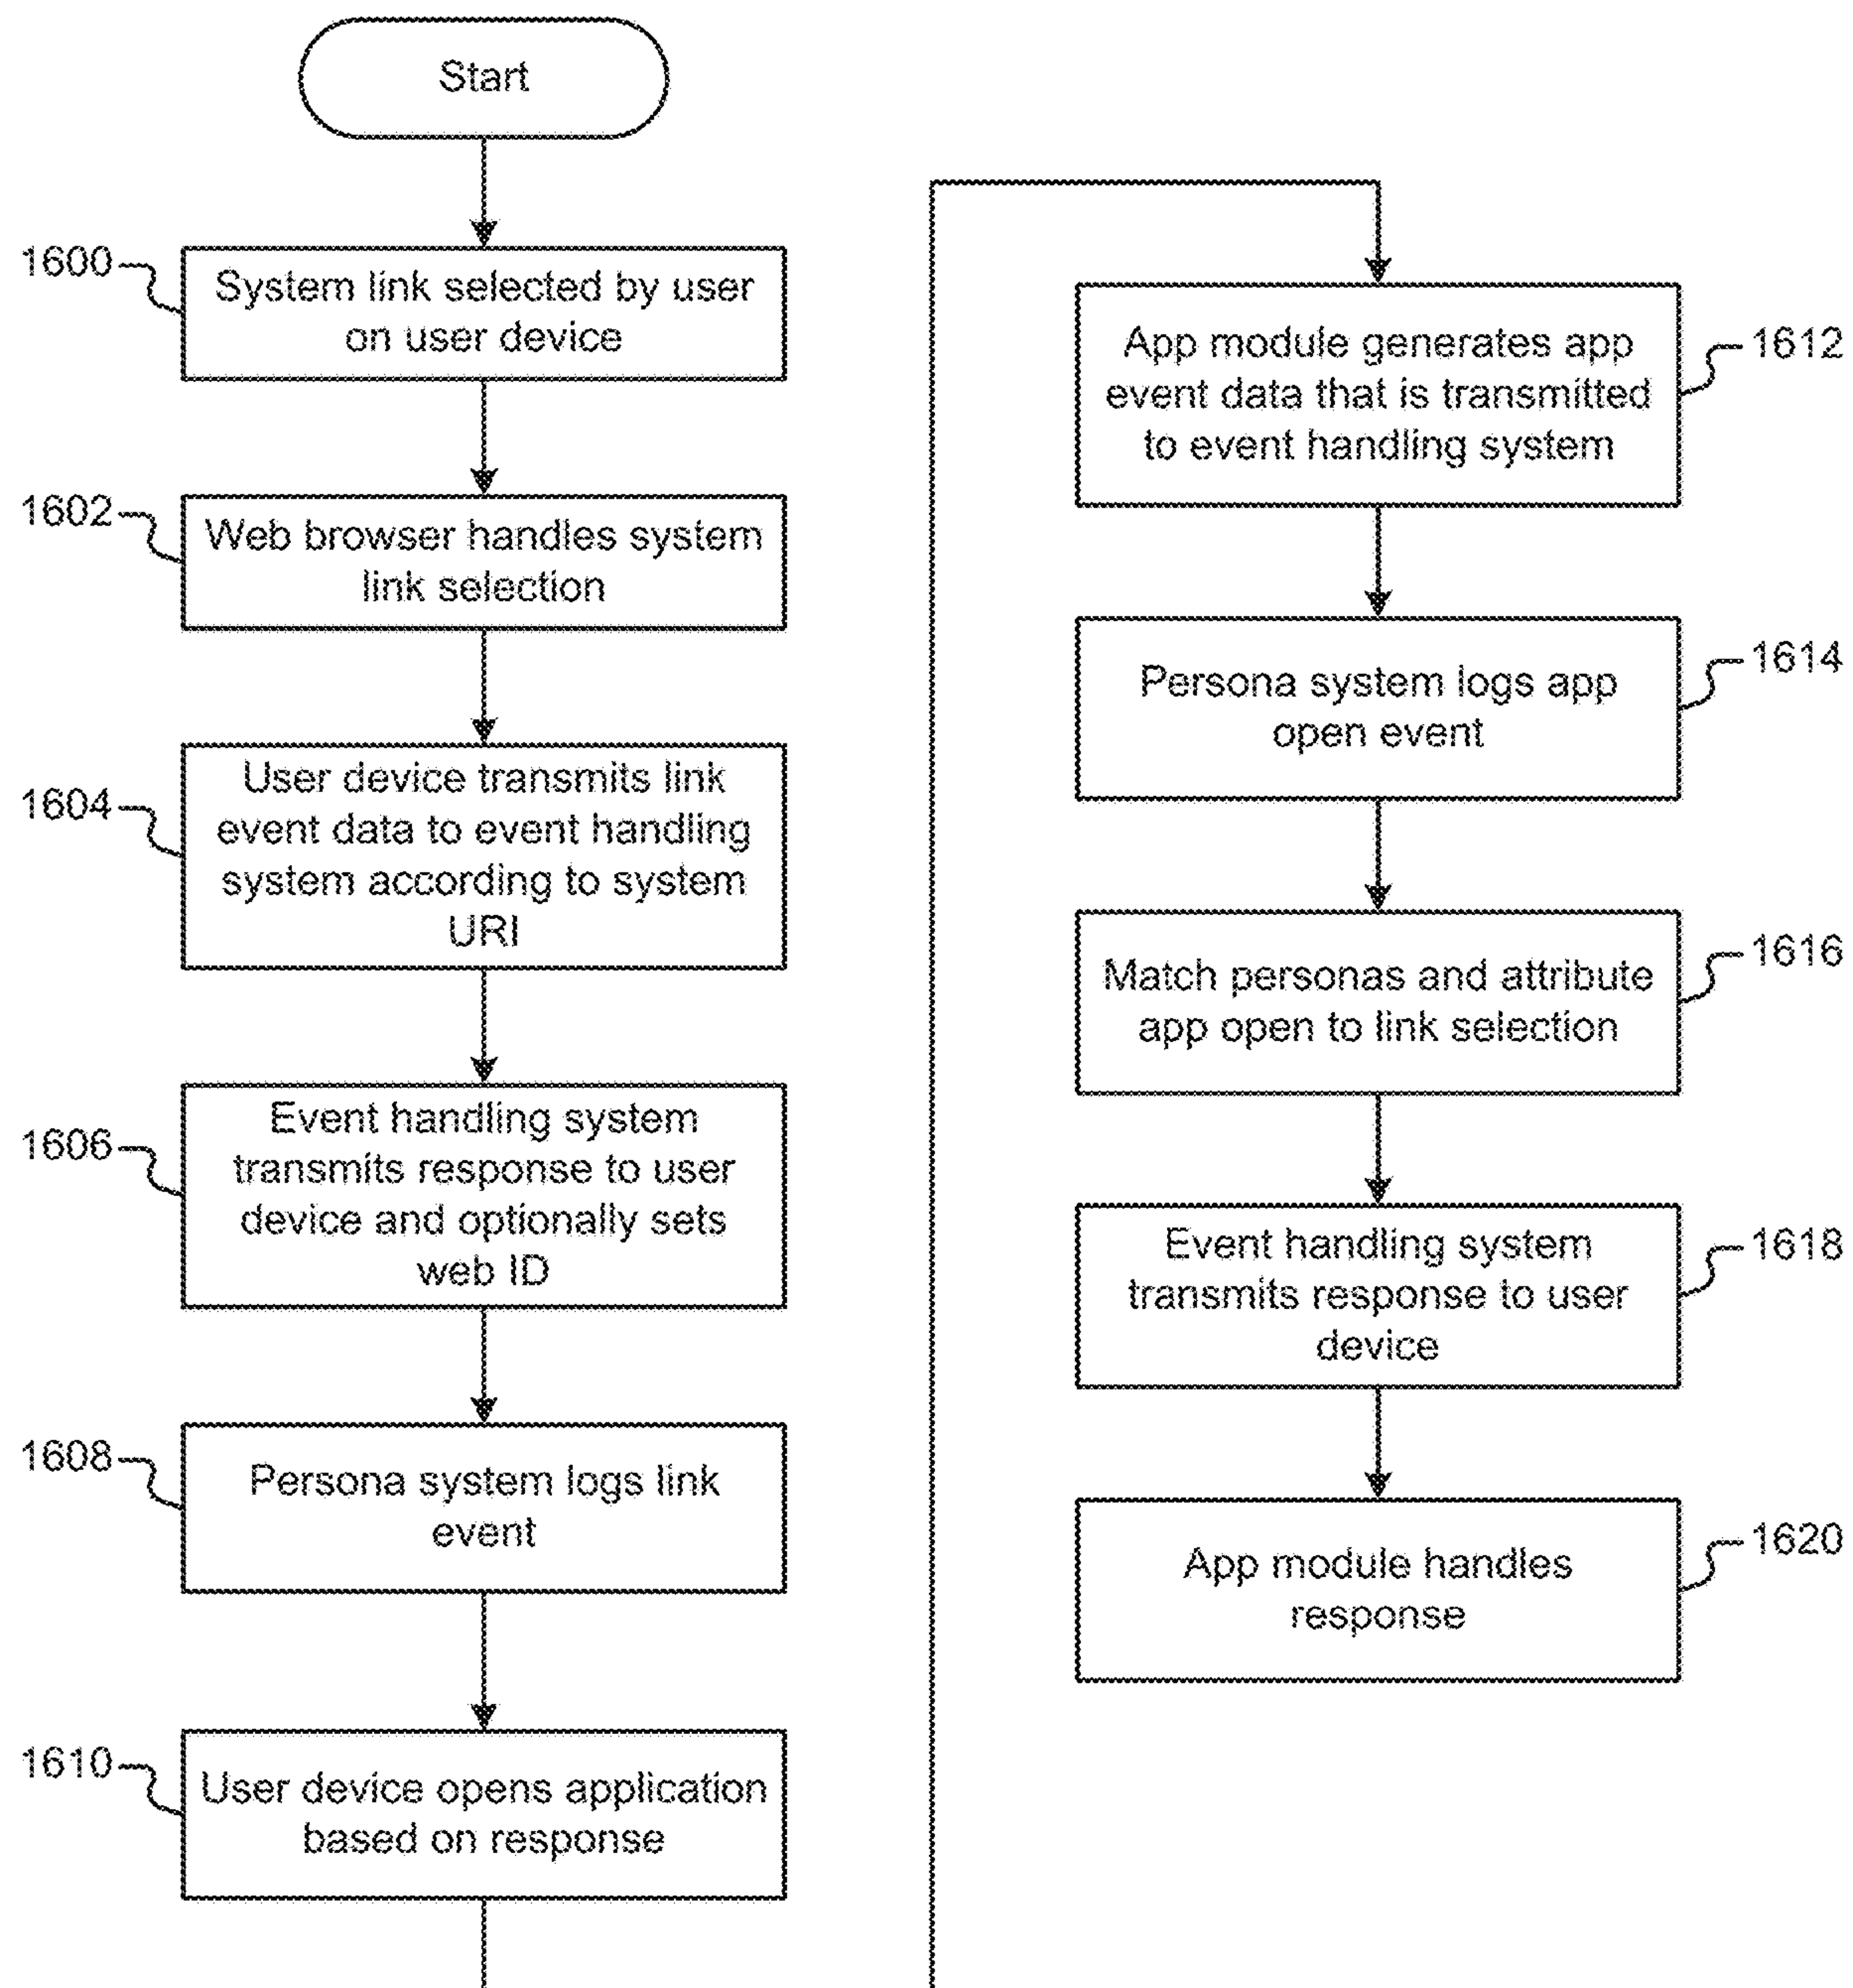 Start
1600
System link selected by user
on user device
1602
Web browser handles system
link selection
1604
User device transmits link
event data to event handling
system according to system
URI
1606
Event handling system
transmits response to user
device and optionally sets
web ID
1608
Persona system logs link
event
1610
User device opens application
based on response
App module generates app
event data that is transmitted
to event handling system
1612
Persona system logs app
open event
1614
Match personas and attribute
app open to link selection
1616
Event handling system
transmits response to user
device
1618
App module handles
response
1620